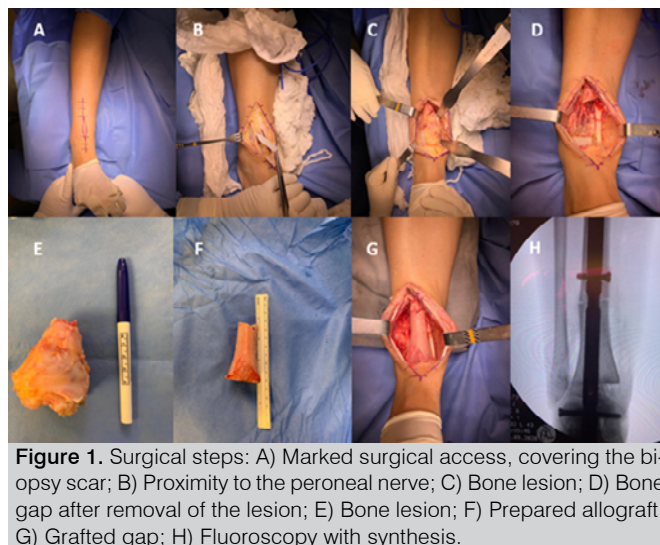 A
B
C
D
E
F
G
H
Figure 1. Surgical steps: A) Marked surgical access, covering the bi-
opsy scar; B) Proximity to the peroneal nerve; C) Bone lesion; D) Bone
gap after removal of the lesion; E) Bone lesion; F) Prepared allograft;
G) Grafted gap; H) Fluoroscopy with synthesis.